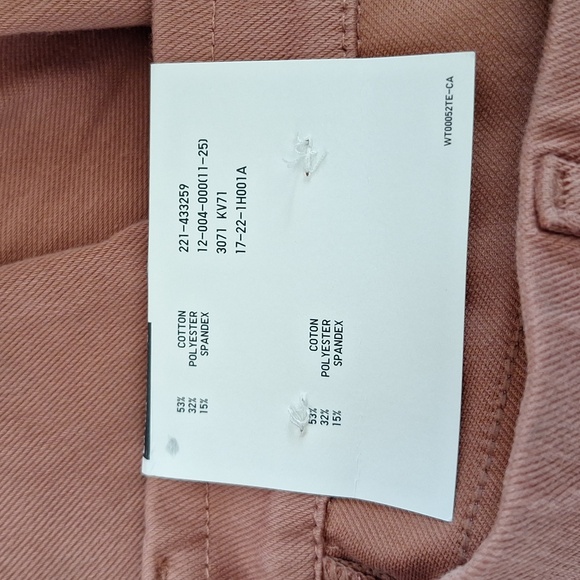 221-433259
12-004-000(11-25)
3071 KV71
17-22-1H001A
53% COTTON
32% POLYESTER
15% SPANDEX
53% COTON
32% POLYESTER
15% SPANDEX
WT00052TE-CA